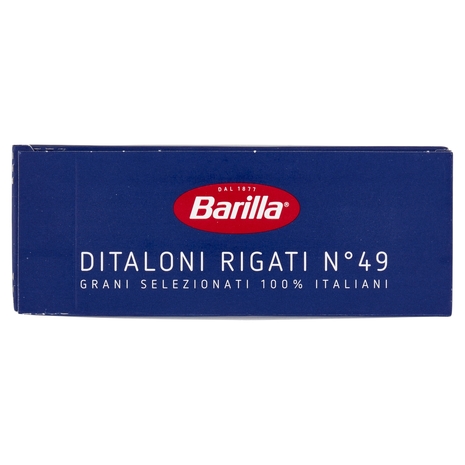 DAL 1877
Barilla®
DITALONI RIGATI N°49
GRANI SELEZIONATI 100% ITALIANI